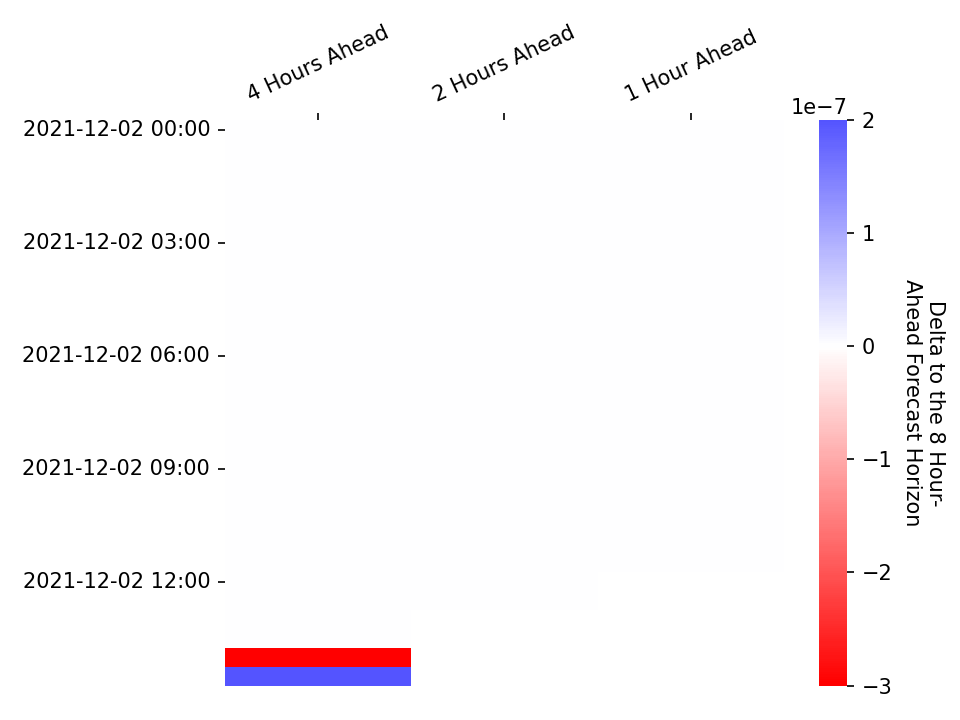 4 Hours Ahead
2 Hours Ahead
1 Hour Ahead
2021-12-02 00:00
2021-12-02 03:00
2021-12-02 06:00
2021-12-02 09:00
2021-12-02 12:00
1e−7
2
1
0
−1
−2
−3
Delta to the 8 Hour-
Ahead Forecast Horizon